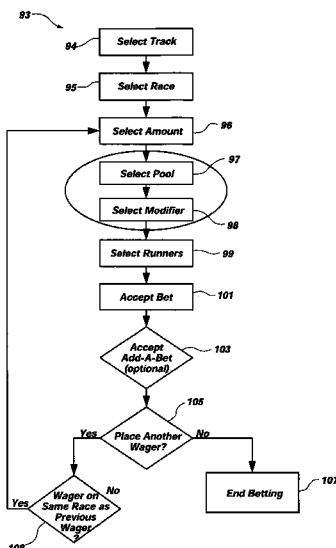 93
94
Select Track
95
Select Race
Select Amount
96
Select Pool
97
Select Modifier
98
Select Runners
99
Accept Bet
101
Accept
Add-A-Bet
(optional)
103
105
Yes
Place Another
Wager?
No
Yes
Wager on
Same Race as
Previous
Wager
?
No
End Betting
107